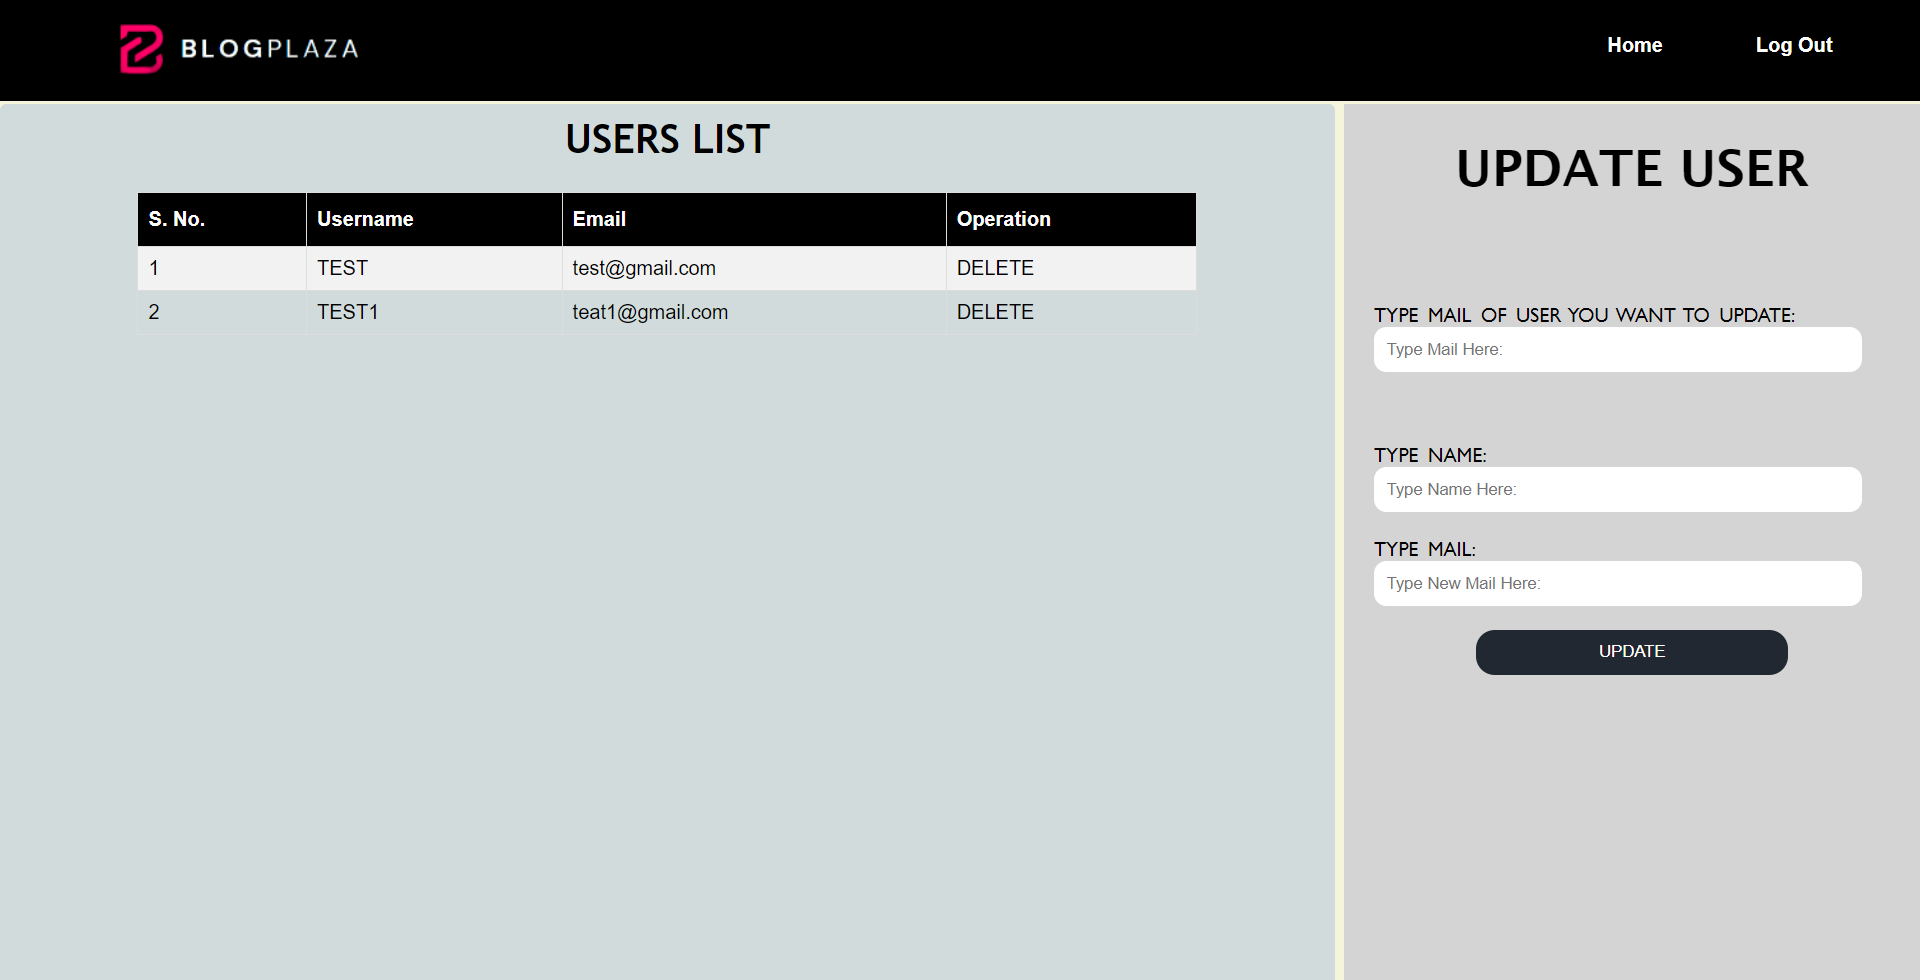 BLOGPLAZA
Home
Log Out
USERS LIST
S. No. Username Email Operation
1 TEST test@gmail.com DELETE
2 TEST1 teat1@gmail.com DELETE
UPDATE USER
TYPE MAIL OF USER YOU WANT TO UPDATE:
Type Mail Here:
TYPE NAME:
Type Name Here:
TYPE MAIL:
Type New Mail Here:
UPDATE